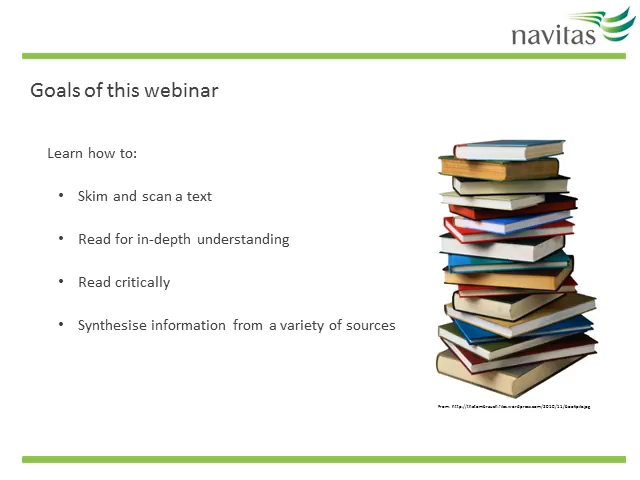 navitas
Goals of this webinar
Learn how to:
• Skim and scan a text
• Read for in-depth understanding
• Read critically
• Synthesise information from a variety of sources